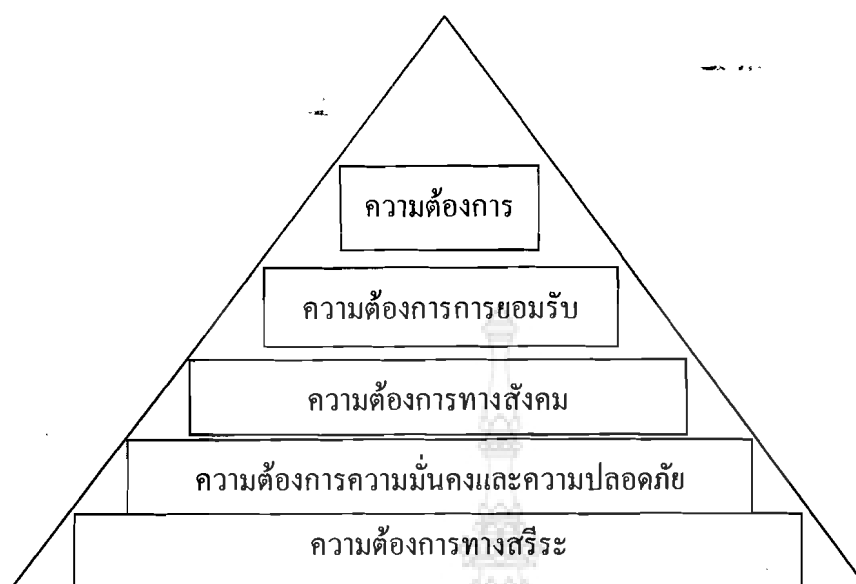 ความต้องการ
ความต้องการการยอมรับ
ความต้องการทางสังคม
ความต้องการความมั่นคงและความปลอดภัย
ความต้องการทางสรีระ